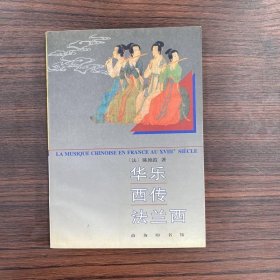 LA MUSIQUE CHINOISE EN FRANCE AU XVIIIᵉ SIÈCLE
〔法〕陈艳霞 著
华乐
西传
法兰西
商务印书馆